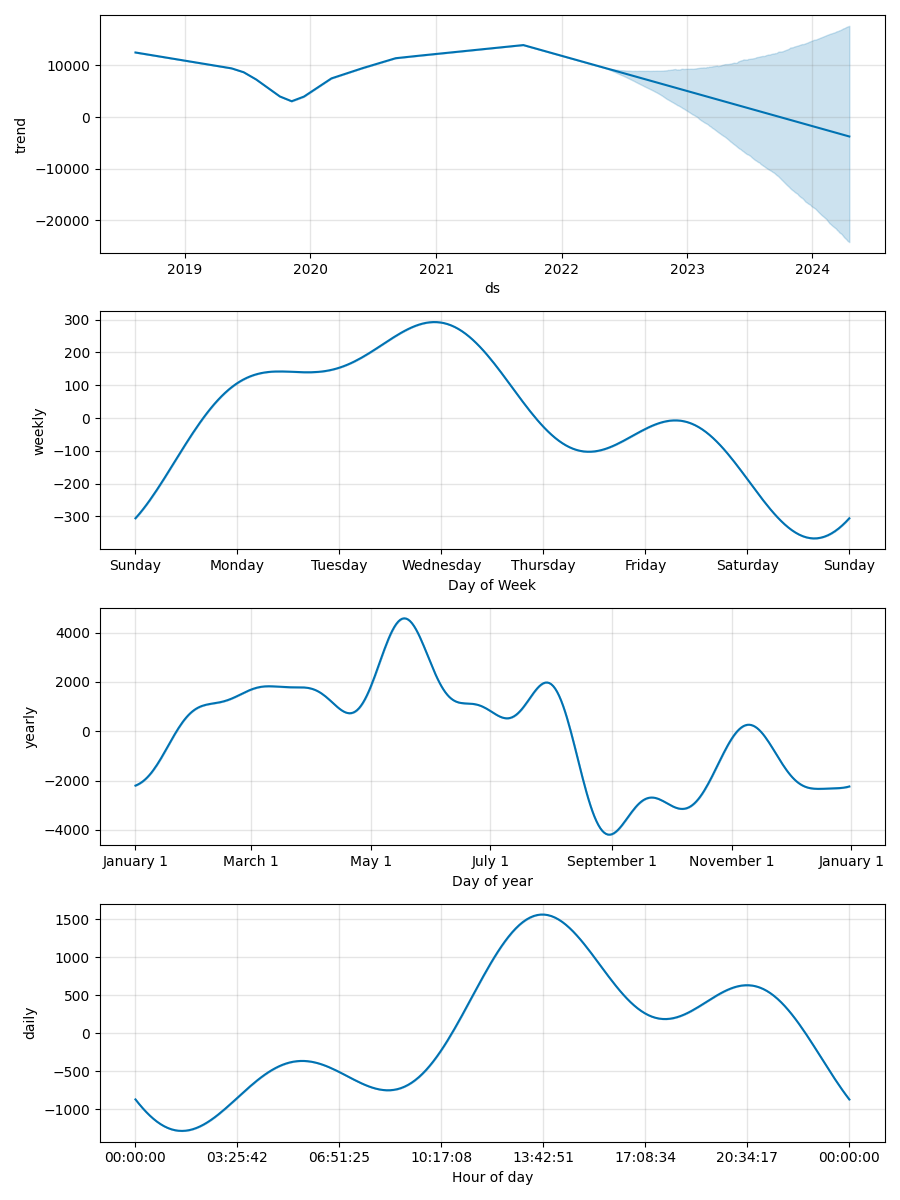 trend
10000
0
−10000
−20000
2019 2020 2021 2022 2023 2024
ds
weekly
300
200
100
0
−100
−200
−300
Sunday Monday Tuesday Wednesday Thursday Friday Saturday Sunday
Day of Week
yearly
4000
2000
0
−2000
−4000
January 1 March 1 May 1 July 1 September 1 November 1 January 1
Day of year
daily
1500
1000
500
0
−500
−1000
00:00:00 03:25:42 06:51:25 10:17:08 13:42:51 17:08:34 20:34:17 00:00:00
Hour of day